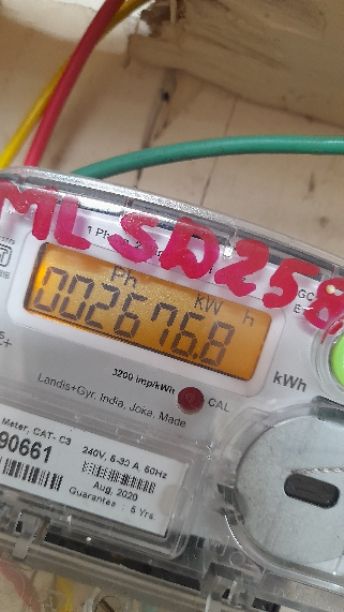 MLSD258
1 Ph
Ph
kW h
002676.8
kWh
3200 imp/kWh
CAL
Landis+Gyr, India, Joka, Made
Meter, CAT- C3
90661
240V, 5-30 A, 50Hz
Aug, 2020
Guarantee : 5 Yrs.